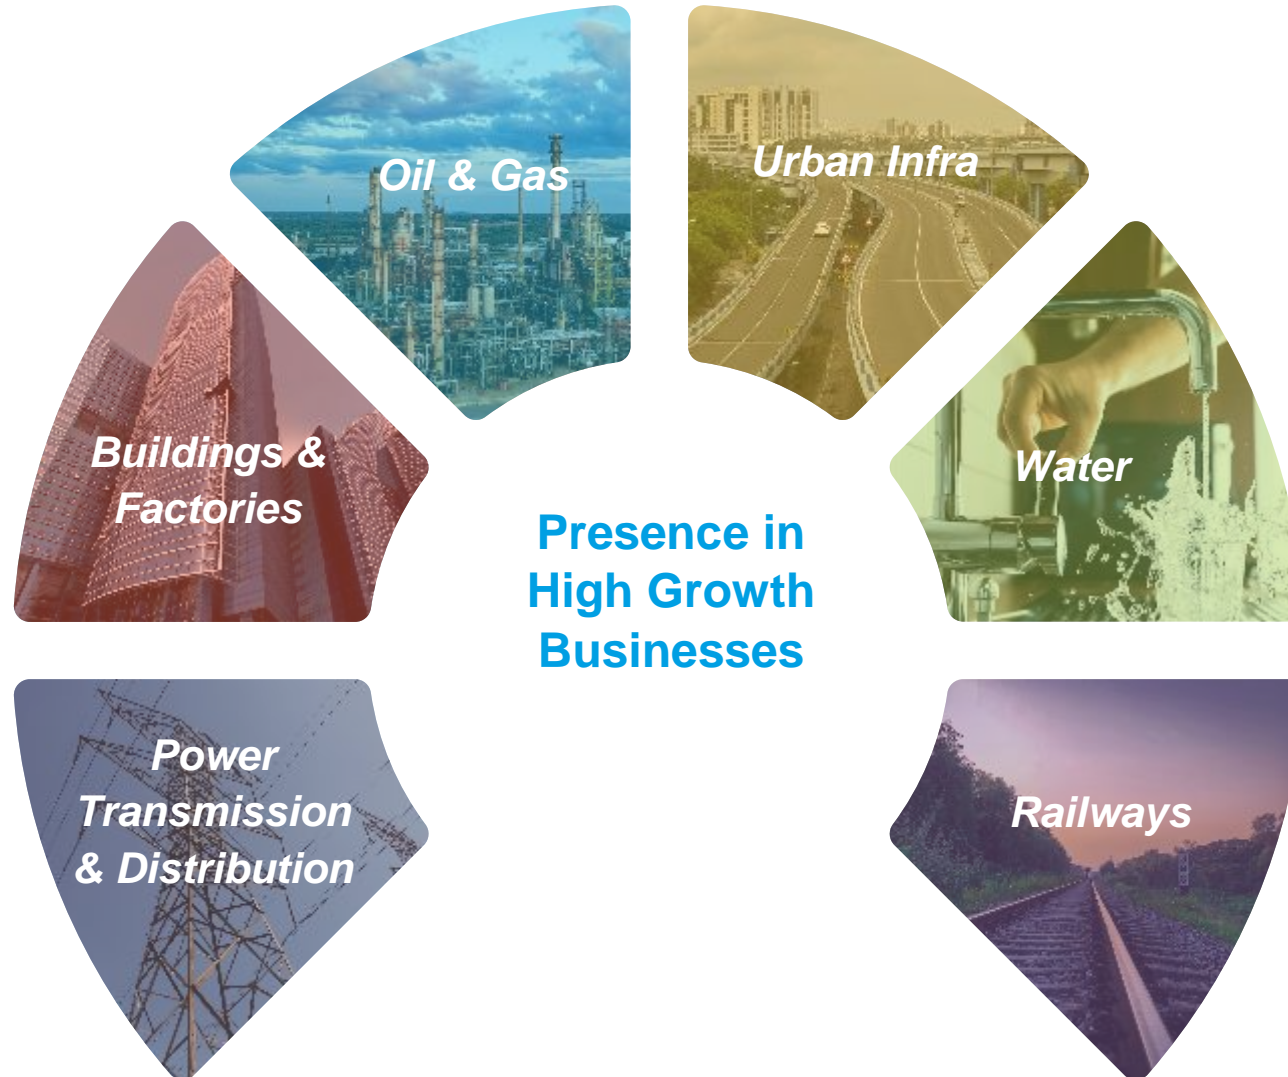 Oil & Gas
Urban Infra
Buildings &
Factories
Water
Presence in
High Growth
Businesses
Power
Transmission
& Distribution
Railways